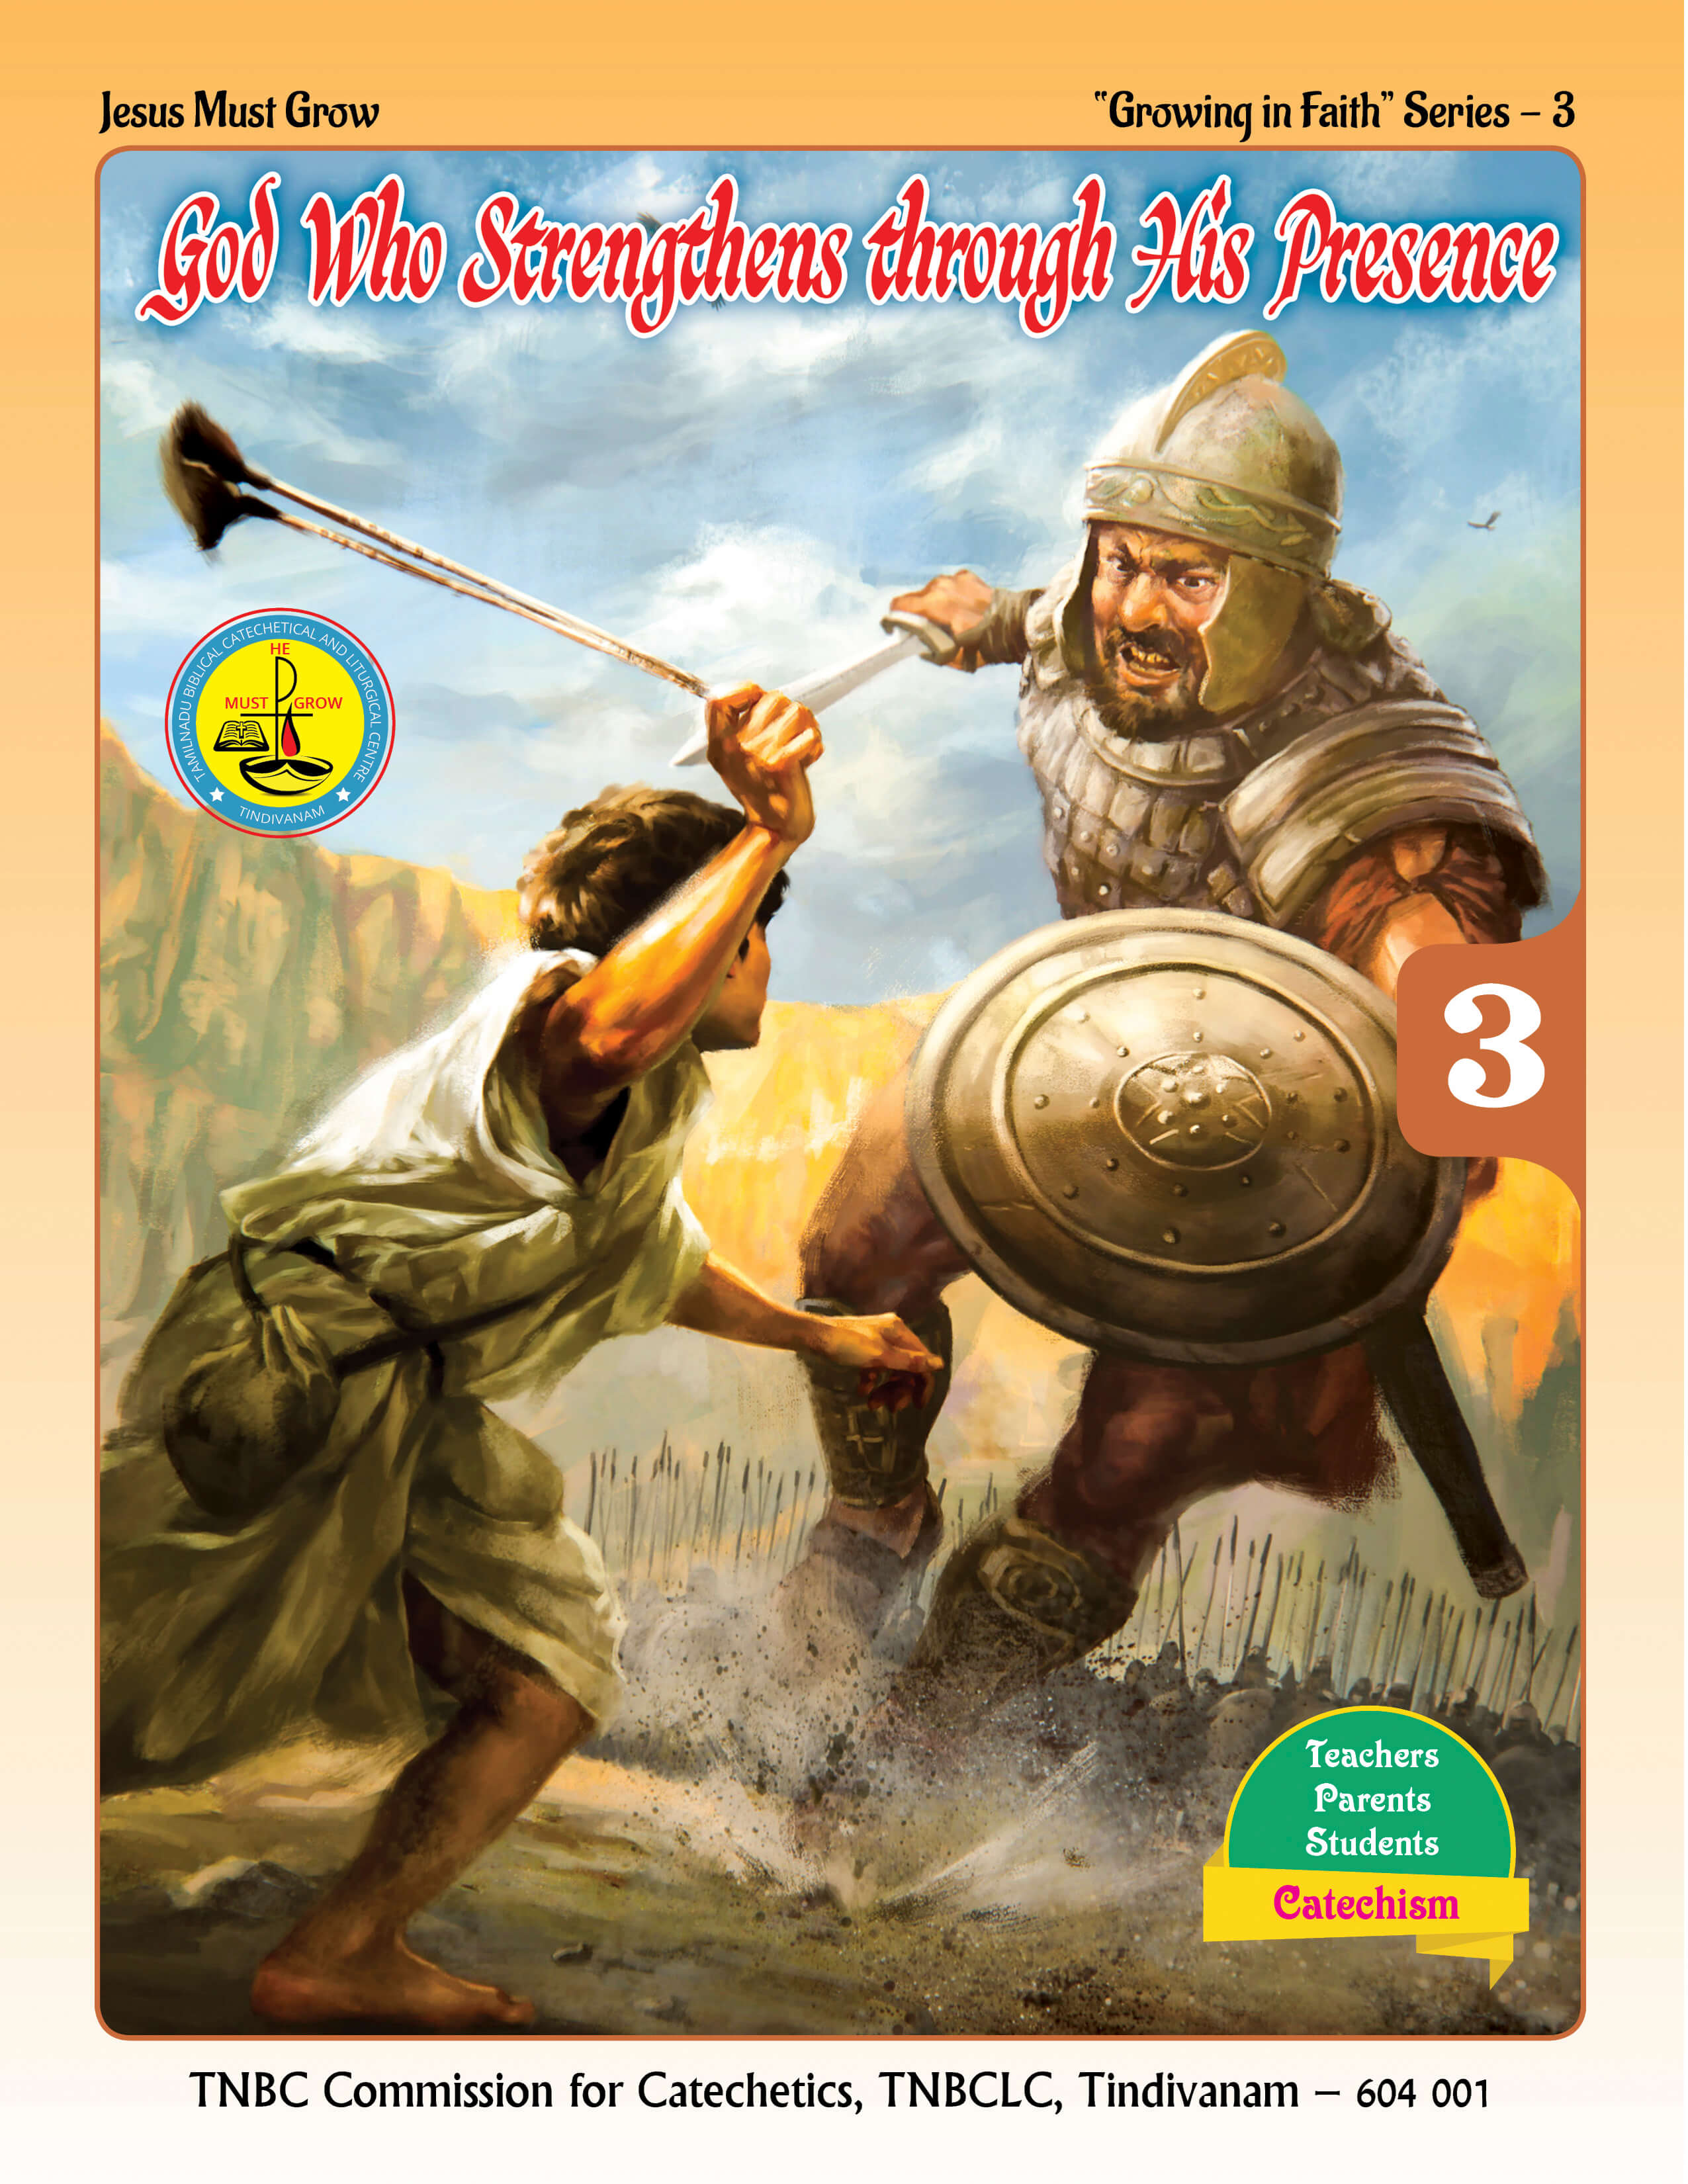 Jesus Must Grow
"Growing in Faith" Series – 3
God Who Strengthens through His Presence
TAMILNADU BIBLICAL CATECHETICAL AND LITURGICAL CENTRE
HE
MUST GROW
TINDIVANAM
3
Teachers
Parents
Students
Catechism
TNBC Commission for Catechetics, TNBCLC, Tindivanam – 604 001